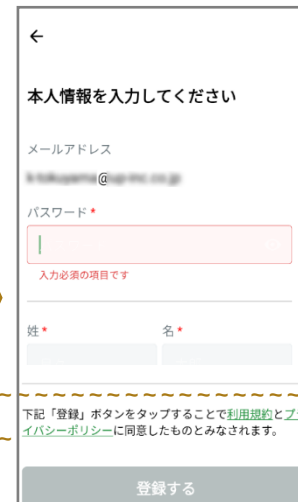 本人情報を入力してください
メールアドレス
@
パスワード *
入力必須の項目です
姓 * 名 *
下記「登録」ボタンをタップすることで利用規約とプラ
イバシーポリシーに同意したものとみなされます。
登録する